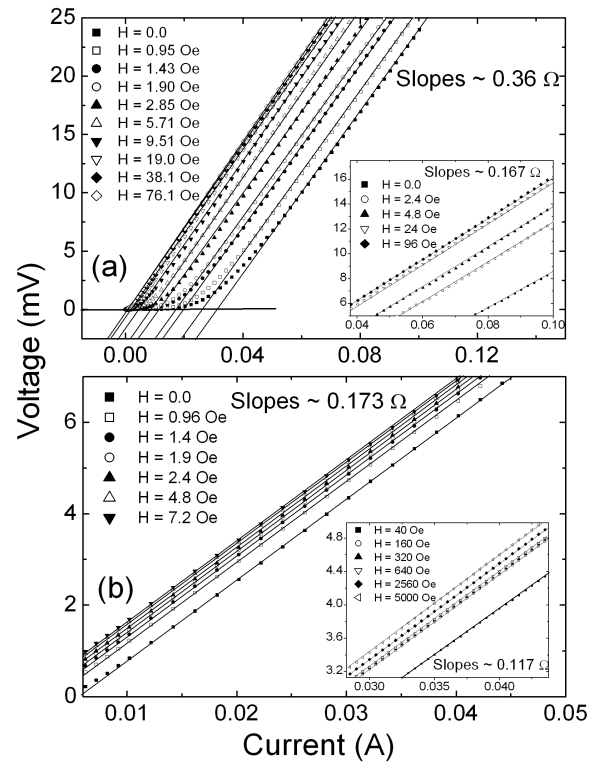 (a)
H = 0.0
H = 0.95 Oe
H = 1.43 Oe
H = 1.90 Oe
H = 2.85 Oe
H = 5.71 Oe
H = 9.51 Oe
H = 19.0 Oe
H = 38.1 Oe
H = 76.1 Oe
Slopes ~ 0.36 Ω
25
20
15
10
5
0
0.00 0.04 0.08 0.12
Slopes ~ 0.167 Ω
H = 0.0
H = 2.4 Oe
H = 4.8 Oe
H = 24 Oe
H = 96 Oe
16
14
12
10
8
6
0.04 0.06 0.08 0.10
Voltage (mV)
(b)
H = 0.0
H = 0.96 Oe
H = 1.4 Oe
H = 1.9 Oe
H = 2.4 Oe
H = 4.8 Oe
H = 7.2 Oe
Slopes ~ 0.173 Ω
6
4
2
0
0.01 0.02 0.03 0.04 0.05
H = 40 Oe
H = 160 Oe
H = 320 Oe
H = 640 Oe
H = 2560 Oe
H = 5000 Oe
Slopes ~ 0.117 Ω
4.8
4.4
4.0
3.6
3.2
0.030 0.035 0.040
Current (A)